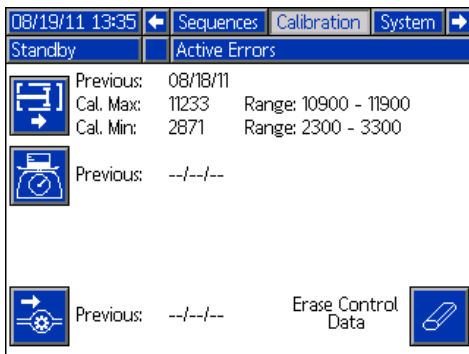 08/19/11 13:35 Sequences Calibration System
Standby Active Errors
Previous: 08/18/11
Cal. Max: 11233 Range: 10900 - 11900
Cal. Min: 2871 Range: 2300 - 3300
Previous: --/--/--
Previous: --/--/--
Erase Control
Data